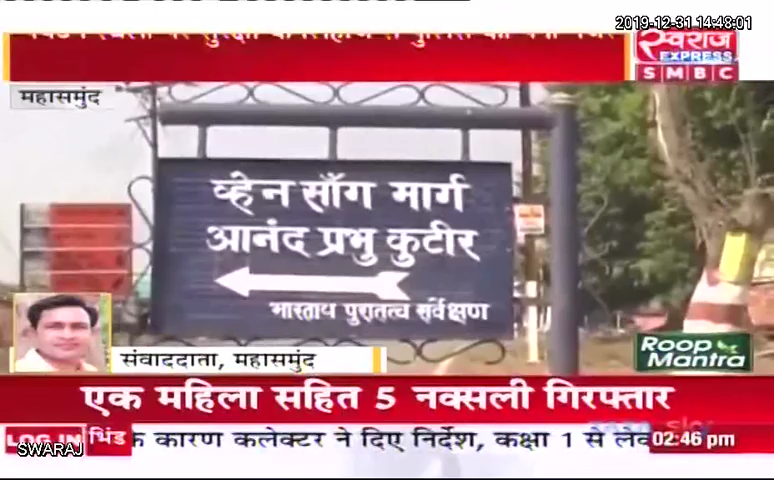 2019-12-31 14:48:01
स्वराज
EXPRESS
SMBC
महासमुंद
व्हेन साँग मार्ग
आनंद प्रभु कुटीर
भारतीय पुरातत्व सर्वेक्षण
Roop
Mantra
संवाददाता, महासमुंद
एक महिला सहित 5 नक्सली गिरफ्तार
LOG IN भिंड
के कारण कलेक्टर ने दिए निर्देश, कक्षा 1 से
02:46 pm
SWARAJ